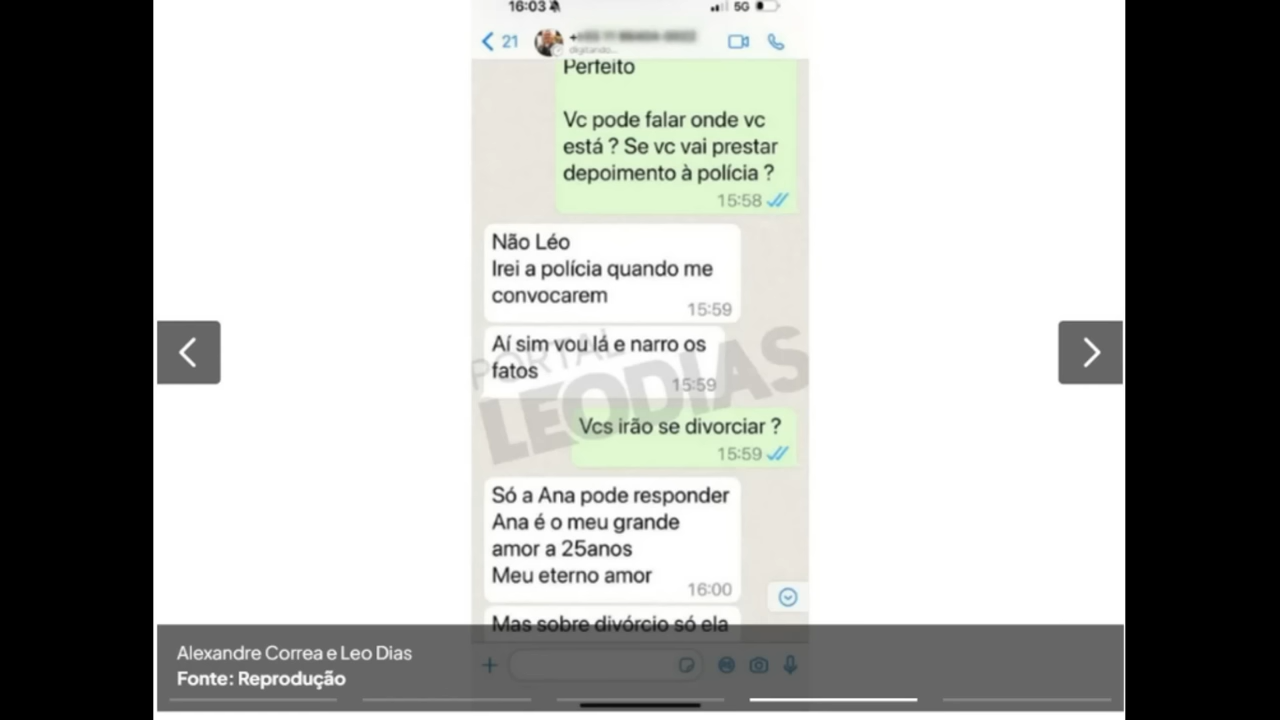 16:03
5G
21
digitando...
Perfeito
Vc pode falar onde vc
está ? Se vc vai prestar
depoimento à polícia ?
15:58
Não Léo
Irei a polícia quando me
convocarem
15:59
Aí sim vou lá e narro os
fatos
15:59
PORTAL
LEODIAS
Vcs irão se divorciar ?
15:59
Só a Ana pode responder
Ana é o meu grande
amor a 25anos
Meu eterno amor
16:00
Mas sobre divórcio só ela
Alexandre Correa e Leo Dias
Fonte: Reprodução